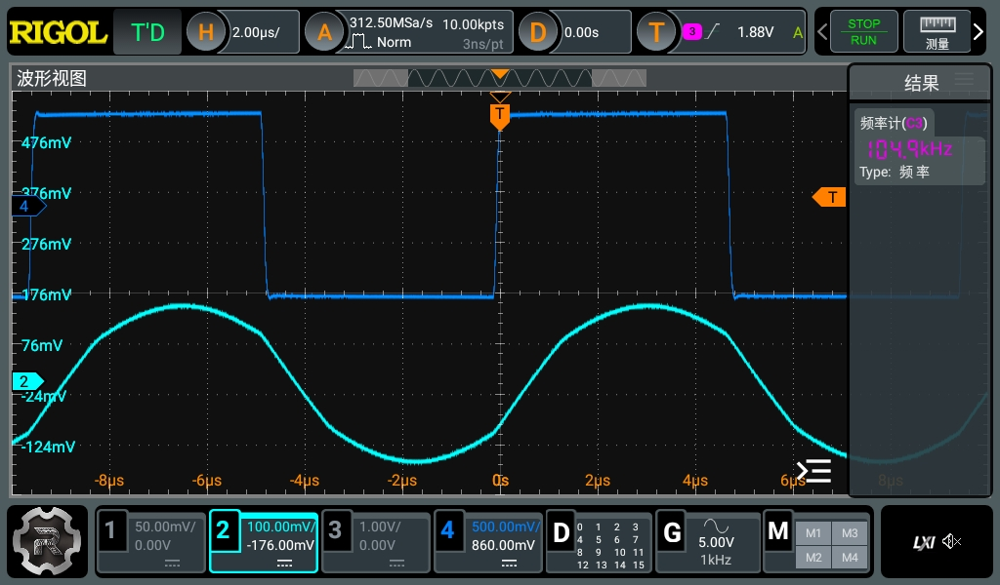 RIGOL T'D H 2.00µs/ A 312.50MSa/s 10.00kpts D 0.00s T 3 1.88V A STOP
Norm 3ns/pt RUN 测量
波形视图 T 结果
476mV 频率计(C3)
104.9kHz
376mV Type: 频率
4 T
276mV
176mV
76mV
2
-24mV
-124mV
-8µs -6µs -4µs -2µs 0s 2µs 4µs 6µs 8µs
1 50.00mV/ 2 100.00mV/ 3 1.00V/ 4 500.00mV/ D 0 1 2 3 G 5.00V M M1 M3
0.00V -176.00mV 0.00V 860.00mV 4 5 6 7 1kHz M2 M4
8 9 10 11
12 13 14 15
R LXI